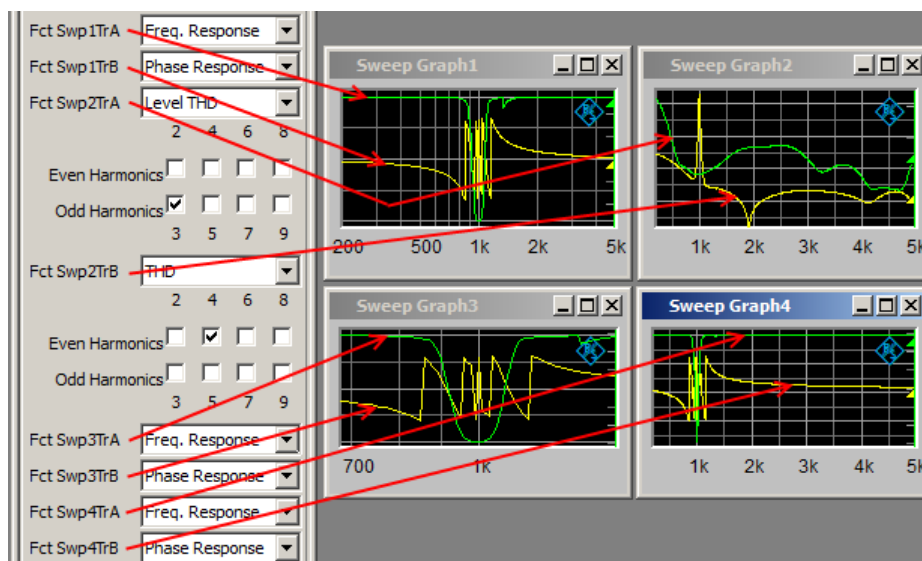 Fct Swp1TrA Freq. Response
Fct Swp1TrB Phase Response
Fct Swp2TrA Level THD
2 4 6 8
Even Harmonics
Odd Harmonics
3 5 7 9
Fct Swp2TrB THD
2 4 6 8
Even Harmonics
Odd Harmonics
3 5 7 9
Fct Swp3TrA Freq. Response
Fct Swp3TrB Phase Response
Fct Swp4TrA Freq. Response
Fct Swp4TrB Phase Response
Sweep Graph1
200 500 1k 2k 5k
Sweep Graph2
1k 2k 3k 4k 5k
Sweep Graph3
700 1k
Sweep Graph4
1k 2k 3k 4k 5k